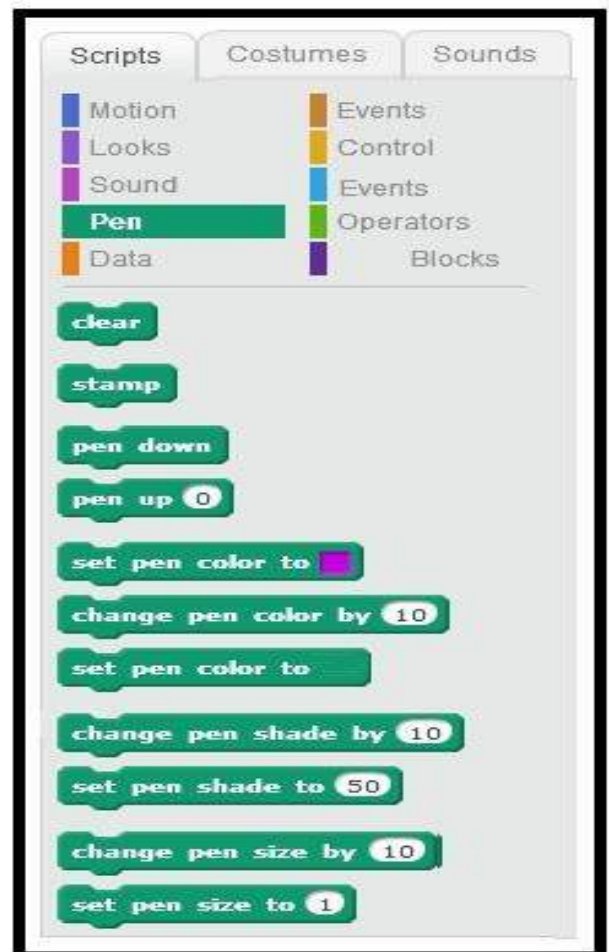 Scripts Costumes Sounds
Motion Events
Looks Control
Sound Events
Pen Operators
Data Blocks
clear
stamp
pen down
pen up 0
set pen color to
change pen color by 10
set pen color to
change pen shade by 10
set pen shade to 50
change pen size by 10
set pen size to 1